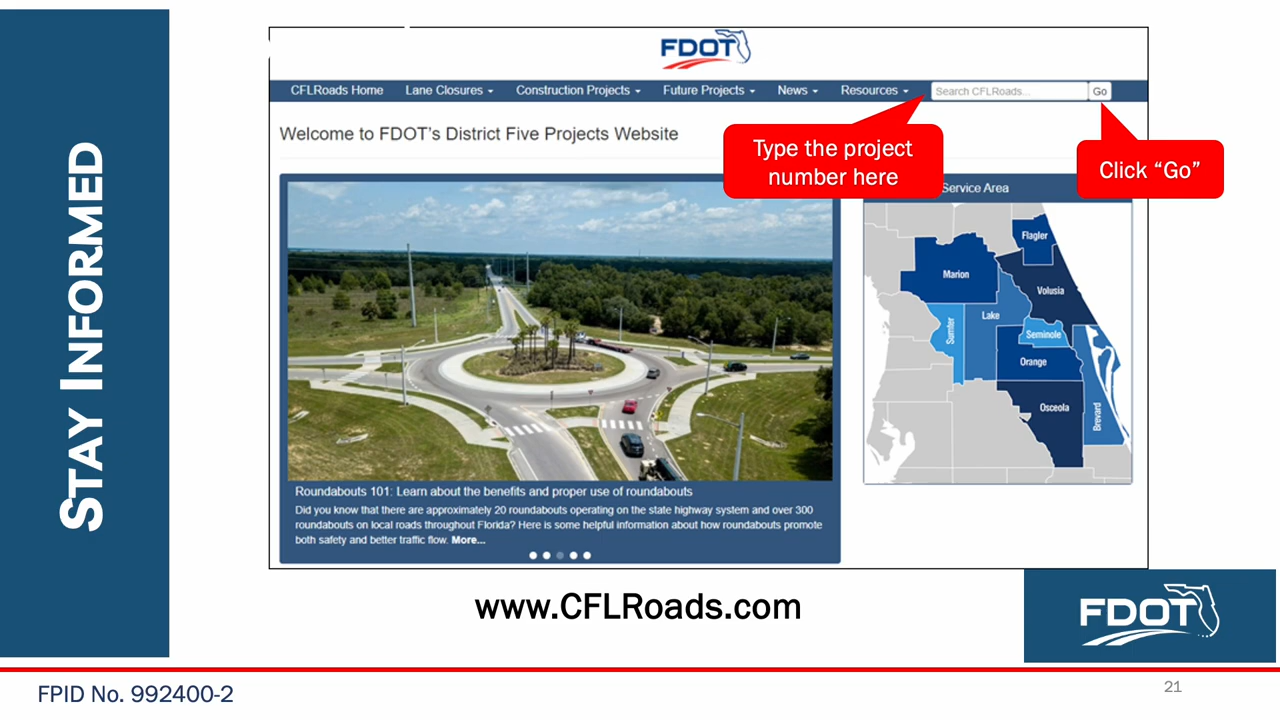 STAY INFORMED
FDOT
CFLRoads Home Lane Closures Construction Projects Future Projects News Resources Search CFLRoads... Go
Welcome to FDOT's District Five Projects Website
Type the project
number here
Click “Go”
Service Area
Flagler
Marion
Volusia
Lake
Sumter
Seminole
Orange
Osceola
Brevard
Roundabouts 101: Learn about the benefits and proper use of roundabouts
Did you know that there are approximately 20 roundabouts operating on the state highway system and over 300
roundabouts on local roads throughout Florida? Here is some helpful information about how roundabouts promote
both safety and better traffic flow. More...
www.CFLRoads.com
FDOT
FPID No. 992400-2
21